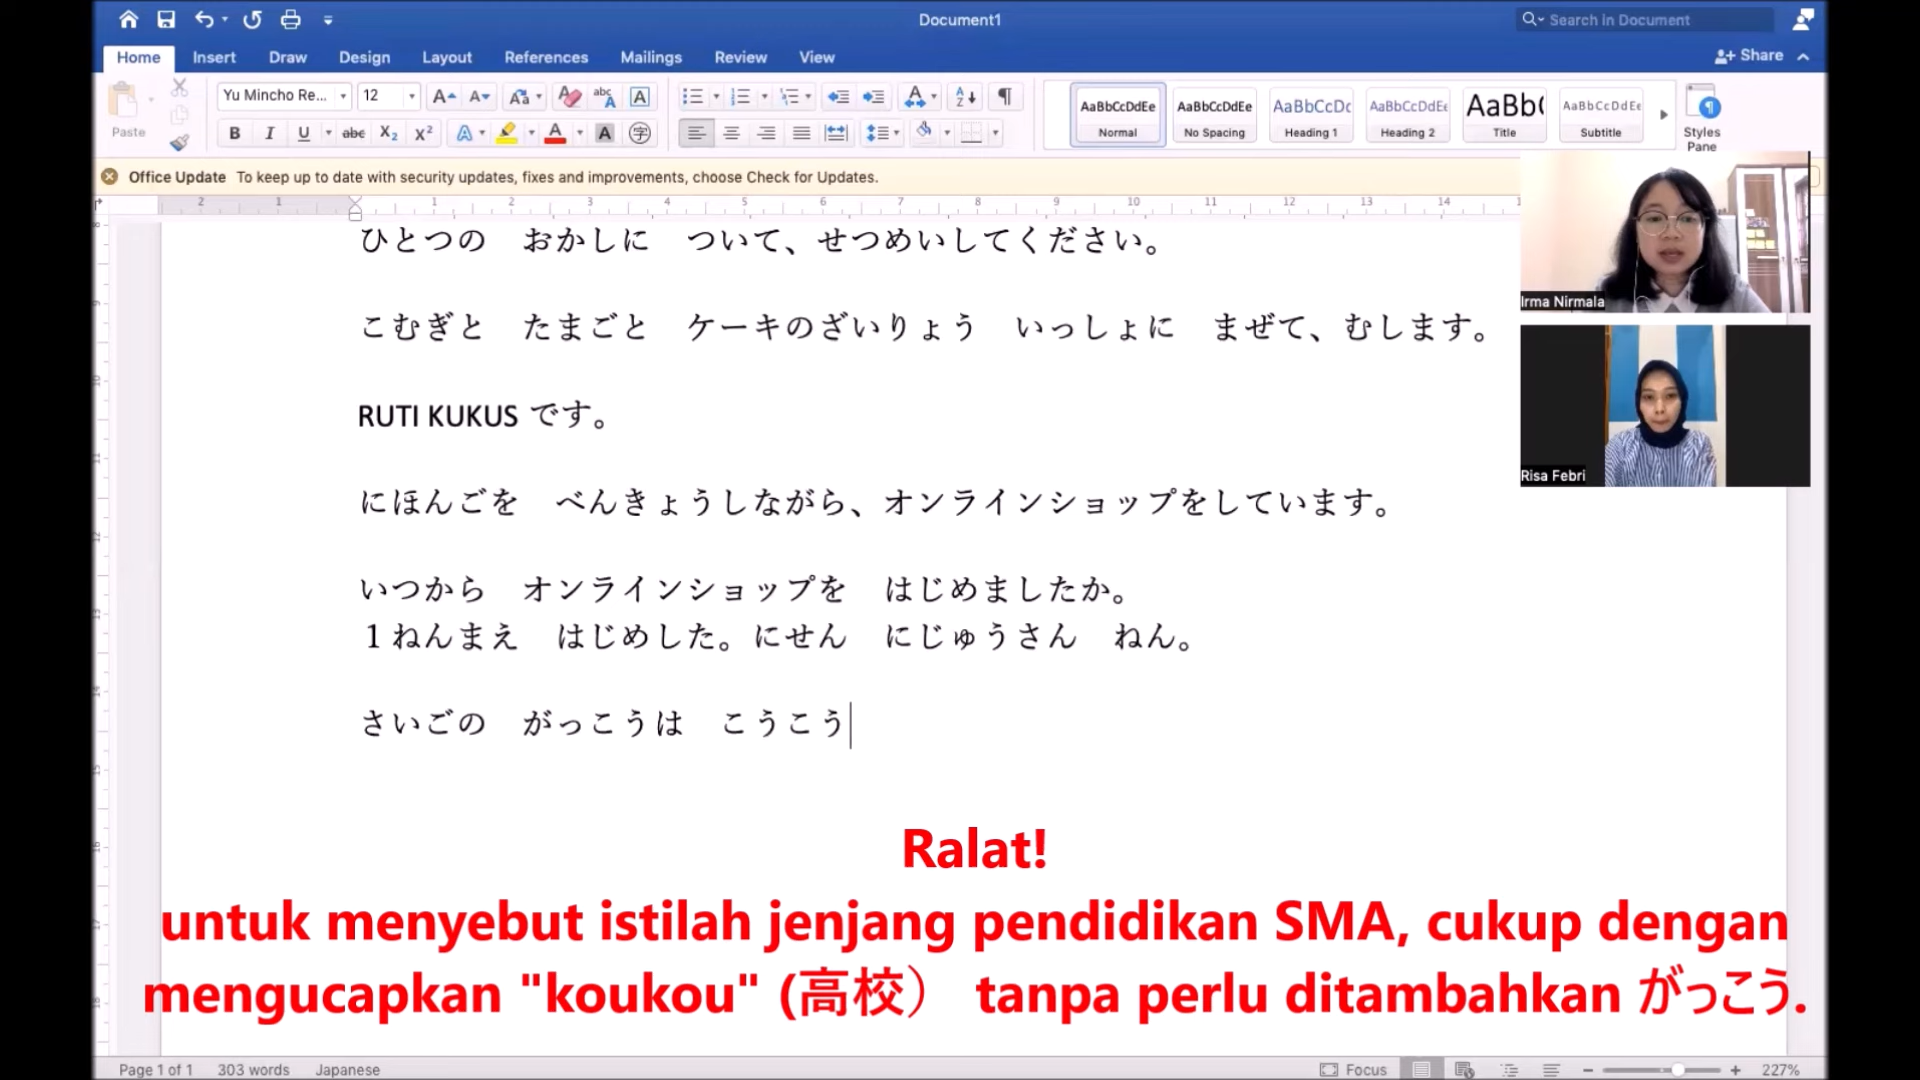 Document1
Search in Document
Home Insert Draw Design Layout References Mailings Review View
Share
Paste
Yu Mincho Re... 12
AaBbCcDdEe AaBbCcDdEe AaBbCcDc AaBbCcDdEe AaBb( AaBbCcDdEe
Normal No Spacing Heading 1 Heading 2 Title Subtitle
Styles Pane
Office Update To keep up to date with security updates, fixes and improvements, choose Check for Updates.
ひとつの　おかしに　ついて、せつめいしてください。
Irma Nirmala
こむぎと　たまごと　ケーキのざいりょう　いっしょに　まぜて、むします。
RUTI KUKUS です。
Risa Febri
にほんごを　べんきょうしながら、オンラインショップをしています。
いつから　オンラインショップを　はじめましたか。
１ねんまえ　はじめした。にせん　にじゅうさん　ねん。
さいごの　がっこうは　こうこう
Ralat!
untuk menyebut istilah jenjang pendidikan SMA, cukup dengan
mengucapkan "koukou" (高校） tanpa perlu ditambahkan がっこう.
Page 1 of 1 303 words Japanese
Focus 227%